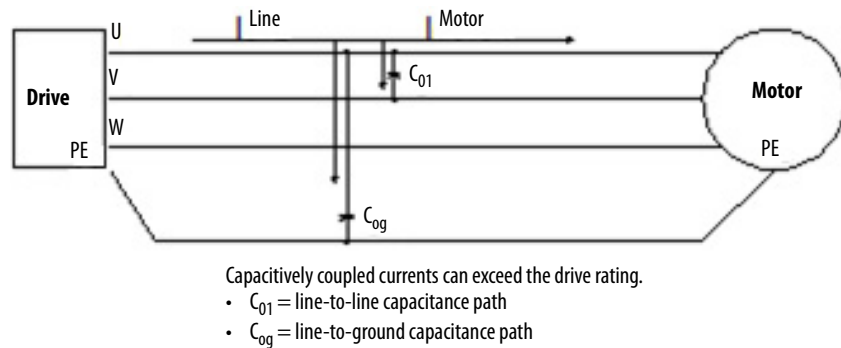 Line Motor
U
C01
V
Drive Motor
W
PE PE
Cog
Capacitively coupled currents can exceed the drive rating.
• C01 = line-to-line capacitance path
• Cog = line-to-ground capacitance path